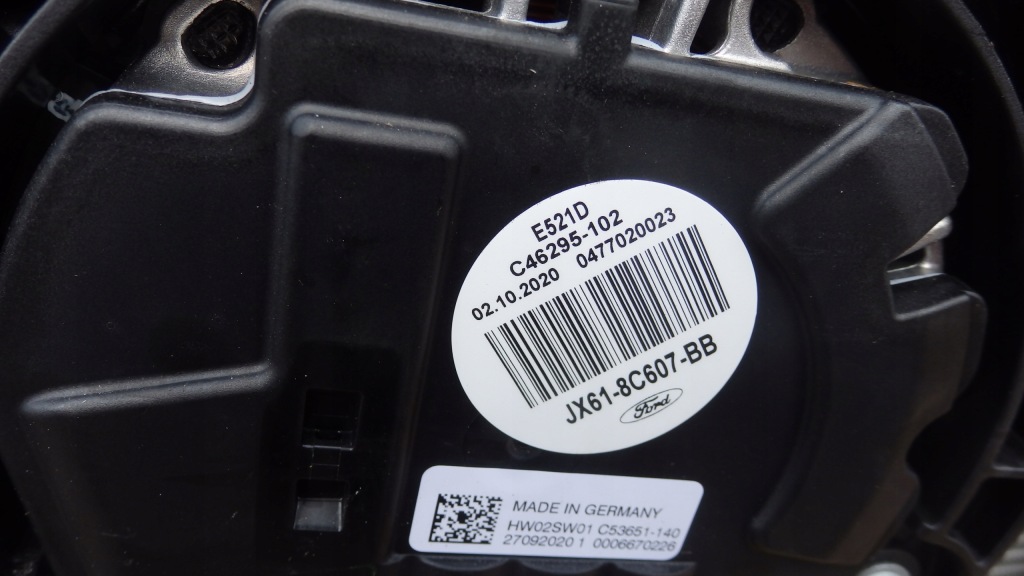 E521D
C46295-102
02.10.2020 0477020023
JX61-8C607-BB
Ford
MADE IN GERMANY
HW02SW01 C53651-140
27092020 1 0006670226